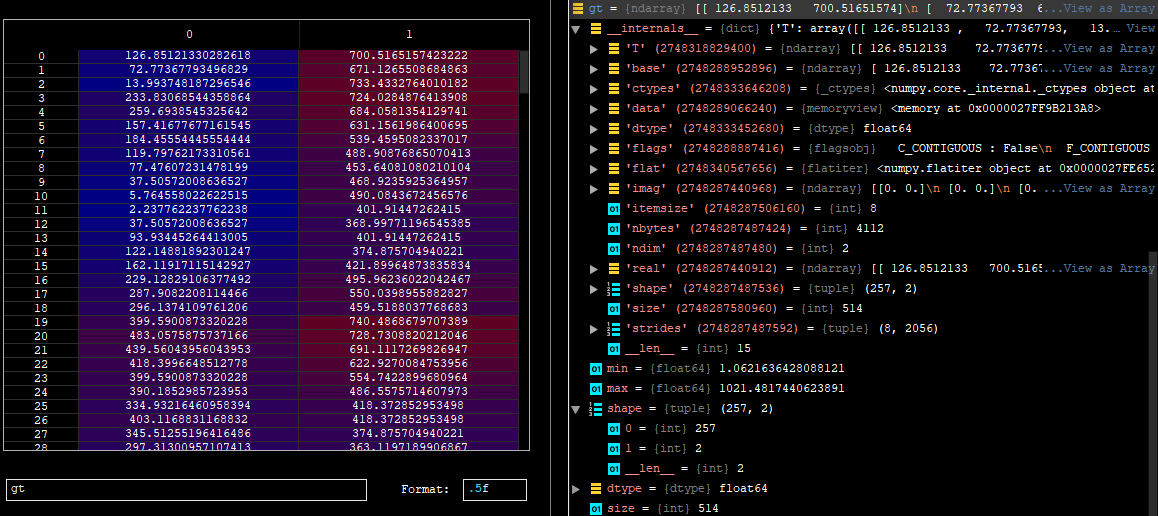 0 1
0 126.85121330282618 700.5165157423222
1 72.77367793496829 671.1265508684863
2 13.993748187296546 733.4332764010182
3 233.83068544358864 724.0284876413908
4 259.6938545325642 684.0581354129741
5 157.41677677161545 631.1561986400695
6 184.45554445554444 539.4595082337017
7 119.79762173310561 488.90876865070413
8 77.47607231478199 453.64081080210104
9 37.50572008636527 468.9235925364957
10 5.764558022622515 490.0843672456576
11 2.237762237762238 401.91447262415
12 37.50572008636527 368.99771196545385
13 93.93445264413005 401.91447262415
14 122.14881892301247 374.875704940221
15 162.11917115142927 421.89964873835834
16 229.12829106377492 495.96236022042467
17 287.9082208114466 550.0398955882827
18 296.1374109761206 459.5188037768683
19 399.5900873320228 740.4868679707389
20 483.0575875737166 728.7308820212046
21 439.56043956043953 691.1117269826947
22 418.3996648512778 622.9270084753956
23 399.5900873320228 554.7422899680964
24 390.1852985723953 486.5575714607973
25 334.93216460958394 418.372852953498
26 403.1168831168832 418.372852953498
27 345.51255196416486 374.875704940221
28 297.31300957107413 363.1197189906867
gt Format: .5f
gt = {ndarray} [[ 126.8512133 700.51651574]\n [ 72.77367793 6...View as Array
__internals__ = {dict} {'T': array([[ 126.8512133 , 72.77367793, 13.... View
'T' (2748318829400) = {ndarray} [[ 126.8512133 72.7736779...View as Array
'base' (2748288952896) = {ndarray} [ 126.8512133 72.77367...View as Array
'ctypes' (2748333646208) = {_ctypes} <numpy.core._internal._ctypes object at
'data' (2748289066240) = {memoryview} <memory at 0x0000027FF9B213A8>
'dtype' (2748333452680) = {dtype} float64
'flags' (2748288887416) = {flagsobj} C_CONTIGUOUS : False\n F_CONTIGUOUS
'flat' (2748340567656) = {flatiter} <numpy.flatiter object at 0x0000027FE652
'imag' (2748287440968) = {ndarray} [[0. 0.]\n [0. 0.]\n [0. ...View as Array
'itemsize' (2748287506160) = {int} 8
'nbytes' (2748287487424) = {int} 4112
'ndim' (2748287487480) = {int} 2
'real' (2748287440912) = {ndarray} [[ 126.8512133 700.5165...View as Array
'shape' (2748287487536) = {tuple} (257, 2)
'size' (2748287580960) = {int} 514
'strides' (2748287487592) = {tuple} (8, 2056)
__len__ = {int} 15
min = {float64} 1.0621636428088121
max = {float64} 1021.4817440623891
shape = {tuple} (257, 2)
0 = {int} 257
1 = {int} 2
__len__ = {int} 2
dtype = {dtype} float64
size = {int} 514